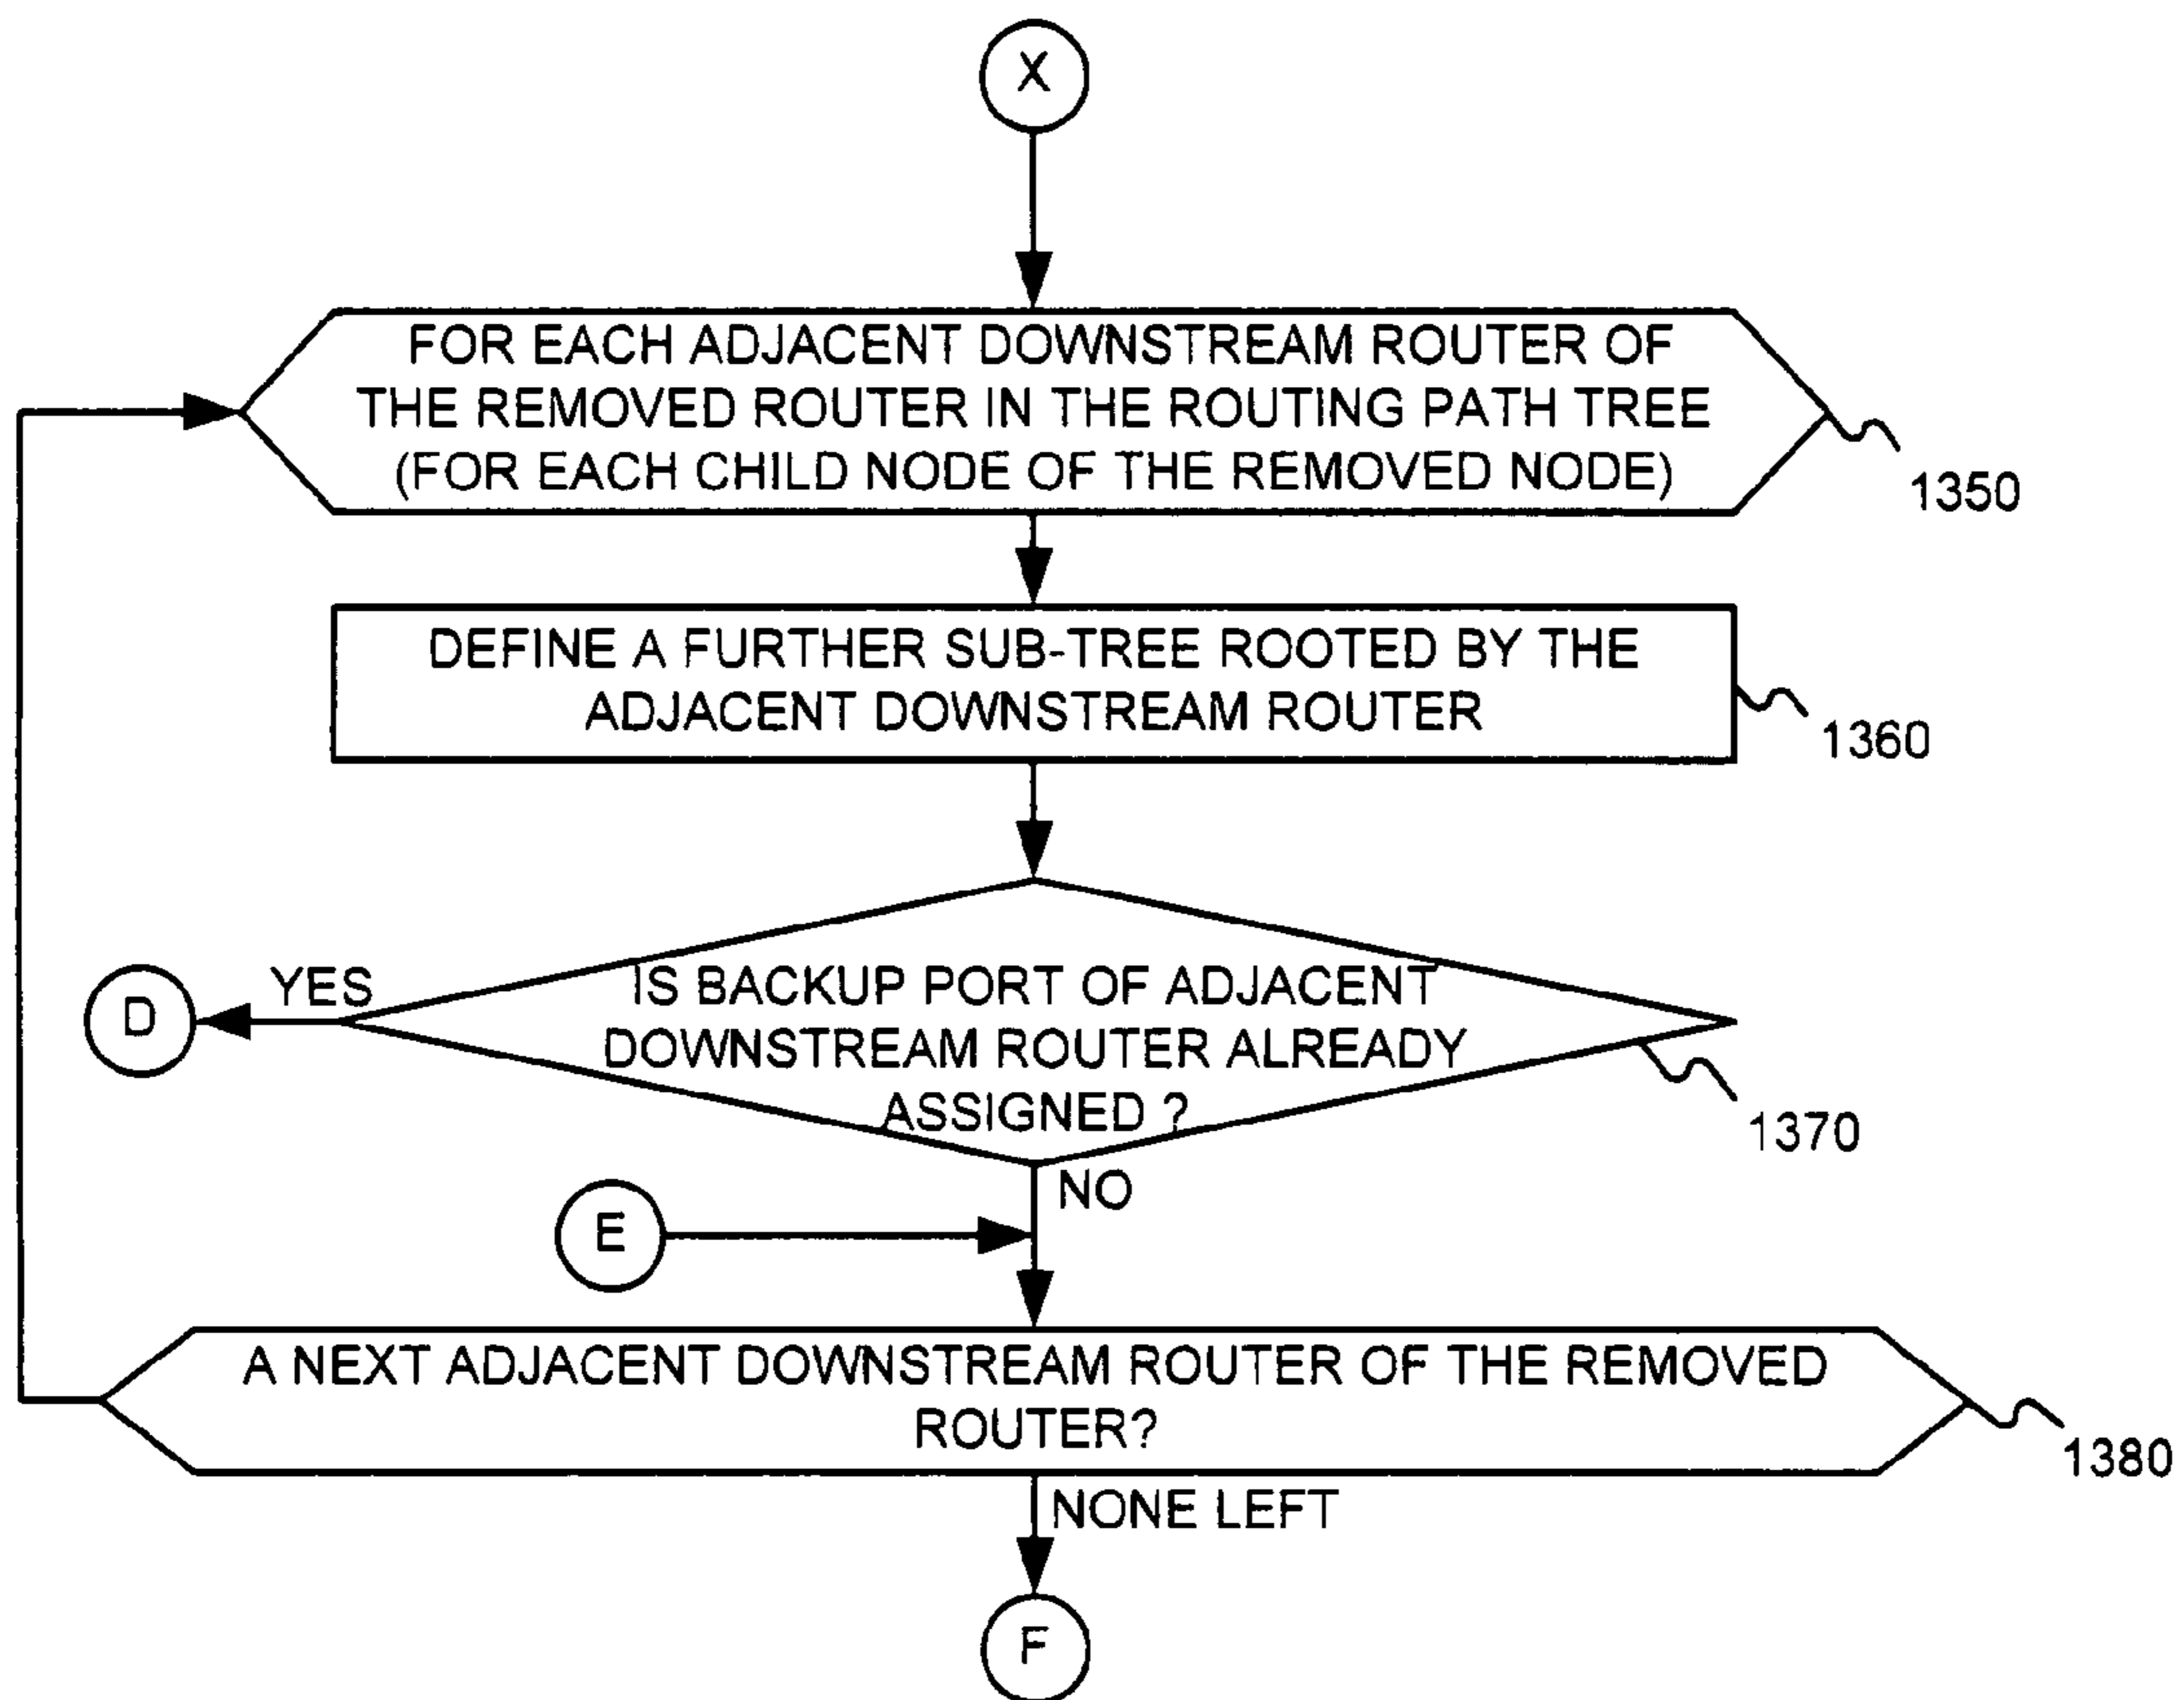 X
FOR EACH ADJACENT DOWNSTREAM ROUTER OF
THE REMOVED ROUTER IN THE ROUTING PATH TREE
(FOR EACH CHILD NODE OF THE REMOVED NODE)
1350
DEFINE A FURTHER SUB-TREE ROOTED BY THE
ADJACENT DOWNSTREAM ROUTER
1360
D
YES
IS BACKUP PORT OF ADJACENT
DOWNSTREAM ROUTER ALREADY
ASSIGNED ?
1370
NO
E
A NEXT ADJACENT DOWNSTREAM ROUTER OF THE REMOVED
ROUTER?
1380
NONE LEFT
F